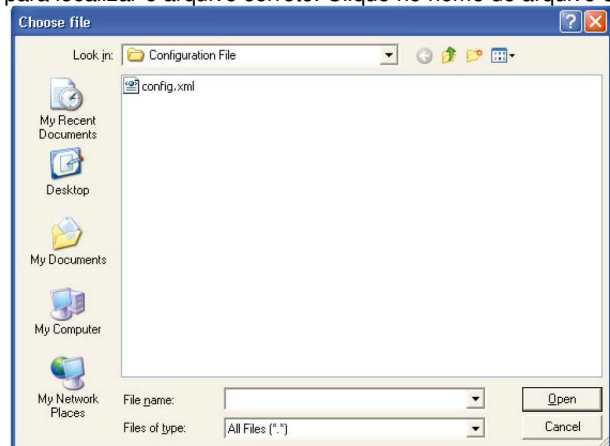 para localizar o arquivo correto. Clique no nome do arquivo
Choose file
Look in: Configuration File
config.xml
My Recent
Documents
Desktop
My Documents
My Computer
My Network
Places
File name:
Open
Files of type: All Files (*.*)
Cancel